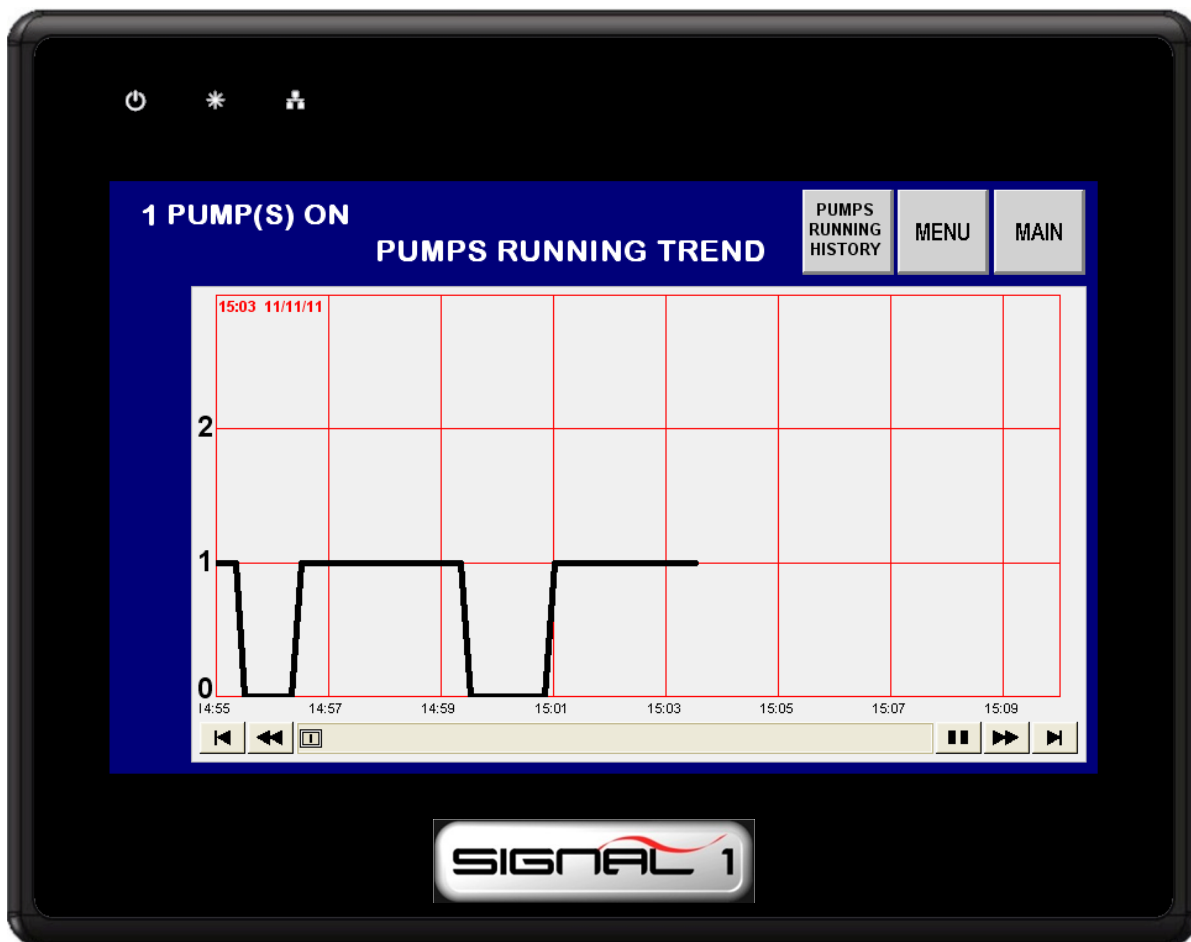 1 PUMP(S) ON
PUMPS RUNNING TREND
PUMPS
RUNNING
HISTORY
MENU
MAIN
15:03 11/11/11
2
1
0
14:55 14:57 14:59 15:01 15:03 15:05 15:07 15:09
SIGNAL 1